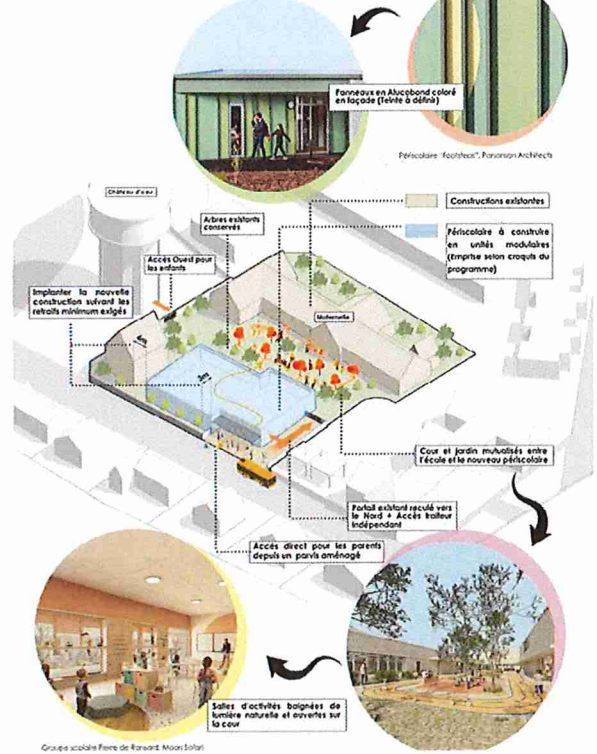 Panneaux en Alucobond coloré
en façade (Teinte à définir)
Périscolaire "Footsteps", Paranson Architects
Château d'eau
Constructions existantes
Arbres existants
conservés
Périscolaire à construire
en unités modulaires
(Emprise selon croquis du
programme)
Accès Ouest pour
les enfants
Implanter la nouvelle
construction suivant les
retraits minimum exigés
Maternelle
4m
3m
Cour et jardin mutualisés entre
l'école et le nouveau périscolaire
Portail existant reculé vers
le Nord + Accès traiteur
indépendant
Accès direct pour les parents
depuis un parvis aménagé
Salles d'activités baignées de
lumière naturelle et ouvertes sur
la cour
Groupe scolaire Pierre de Ronsard, Moon Safari